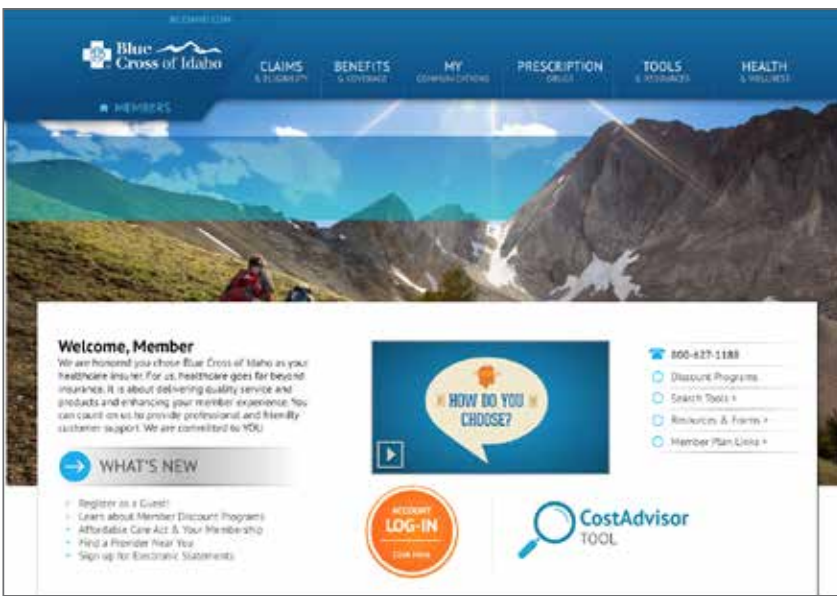 BCIDAHO.COM
Blue
Cross of Idaho
CLAIMS
& ELIGIBILITY
BENEFITS
& COVERAGE
MY
COMMUNICATIONS
PRESCRIPTION
DRUGS
TOOLS
& RESOURCES
HEALTH
& WELLNESS
MEMBERS
Welcome, Member
We are honored you chose Blue Cross of Idaho as your
healthcare insurer. For us, healthcare goes far beyond
insurance. It is about delivering quality service and
products and enhancing your member experience. You
can count on us to provide professional and friendly
customer support. We are committed to YOU
WHAT'S NEW
Register as a Guest!
Learn about Member Discount Programs
Affordable Care Act & Your Membership
Find a Provider Near You
Sign up for Electronic Statements
HOW DO YOU
CHOOSE?
ACCOUNT
LOG-IN
Click Here
CostAdvisor
TOOL
800-627-1188
Discount Programs
Search Tools >
Resources & Forms >
Member Plan Links >